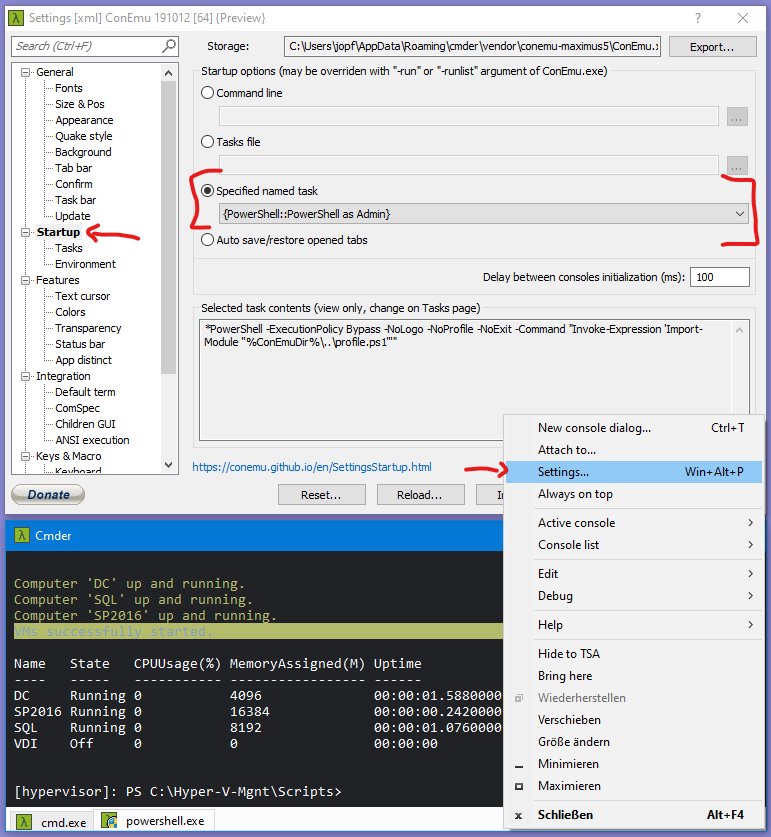 Settings [xml] ConEmu 191012 [64] {Preview}
Search (Ctrl+F)
Storage:
C:\Users\jopf\AppData\Roaming\cmder\vendor\conemu-maximus5\ConEmu.x
Export...
General
Fonts
Size & Pos
Appearance
Quake style
Background
Tab bar
Confirm
Task bar
Update
Startup
Tasks
Environment
Features
Text cursor
Colors
Transparency
Status bar
App distinct
Integration
Default term
ComSpec
Children GUI
ANSI execution
Keys & Macro
Keyboard
Startup options (may be overriden with "-run" or "-runlist" argument of ConEmu.exe)
Command line
...
Tasks file
...
Specified named task
{PowerShell::PowerShell as Admin}
Auto save/restore opened tabs
Delay between consoles initialization (ms):
100
Selected task contents (view only, change on Tasks page)
*PowerShell -ExecutionPolicy Bypass -NoLogo -NoProfile -NoExit -Command "Invoke-Expression 'Import-
Module ''%ConEmuDir%\..\profile.ps1'''"
https://conemu.github.io/en/SettingsStartup.html
Donate
Reset...
Reload...
New console dialog... Ctrl+T
Attach to...
Settings... Win+Alt+P
Always on top
Active console
Console list
Edit
Debug
Help
Hide to TSA
Bring here
Wiederherstellen
Verschieben
Größe ändern
Minimieren
Maximieren
Schließen Alt+F4
Cmder
Computer 'DC' up and running.
Computer 'SQL' up and running.
Computer 'SP2016' up and running.
VMs successfully started.
Name State CPUUsage(%) MemoryAssigned(M) Uptime
---- ----- ----------- ----------------- ------
DC Running 0 4096 00:00:01.5880000
SP2016 Running 0 16384 00:00:00.2420000
SQL Running 0 8192 00:00:01.0760000
VDI Off 0 0 00:00:00
[hypervisor]: PS C:\Hyper-V-Mgnt\Scripts>
cmd.exe
powershell.exe